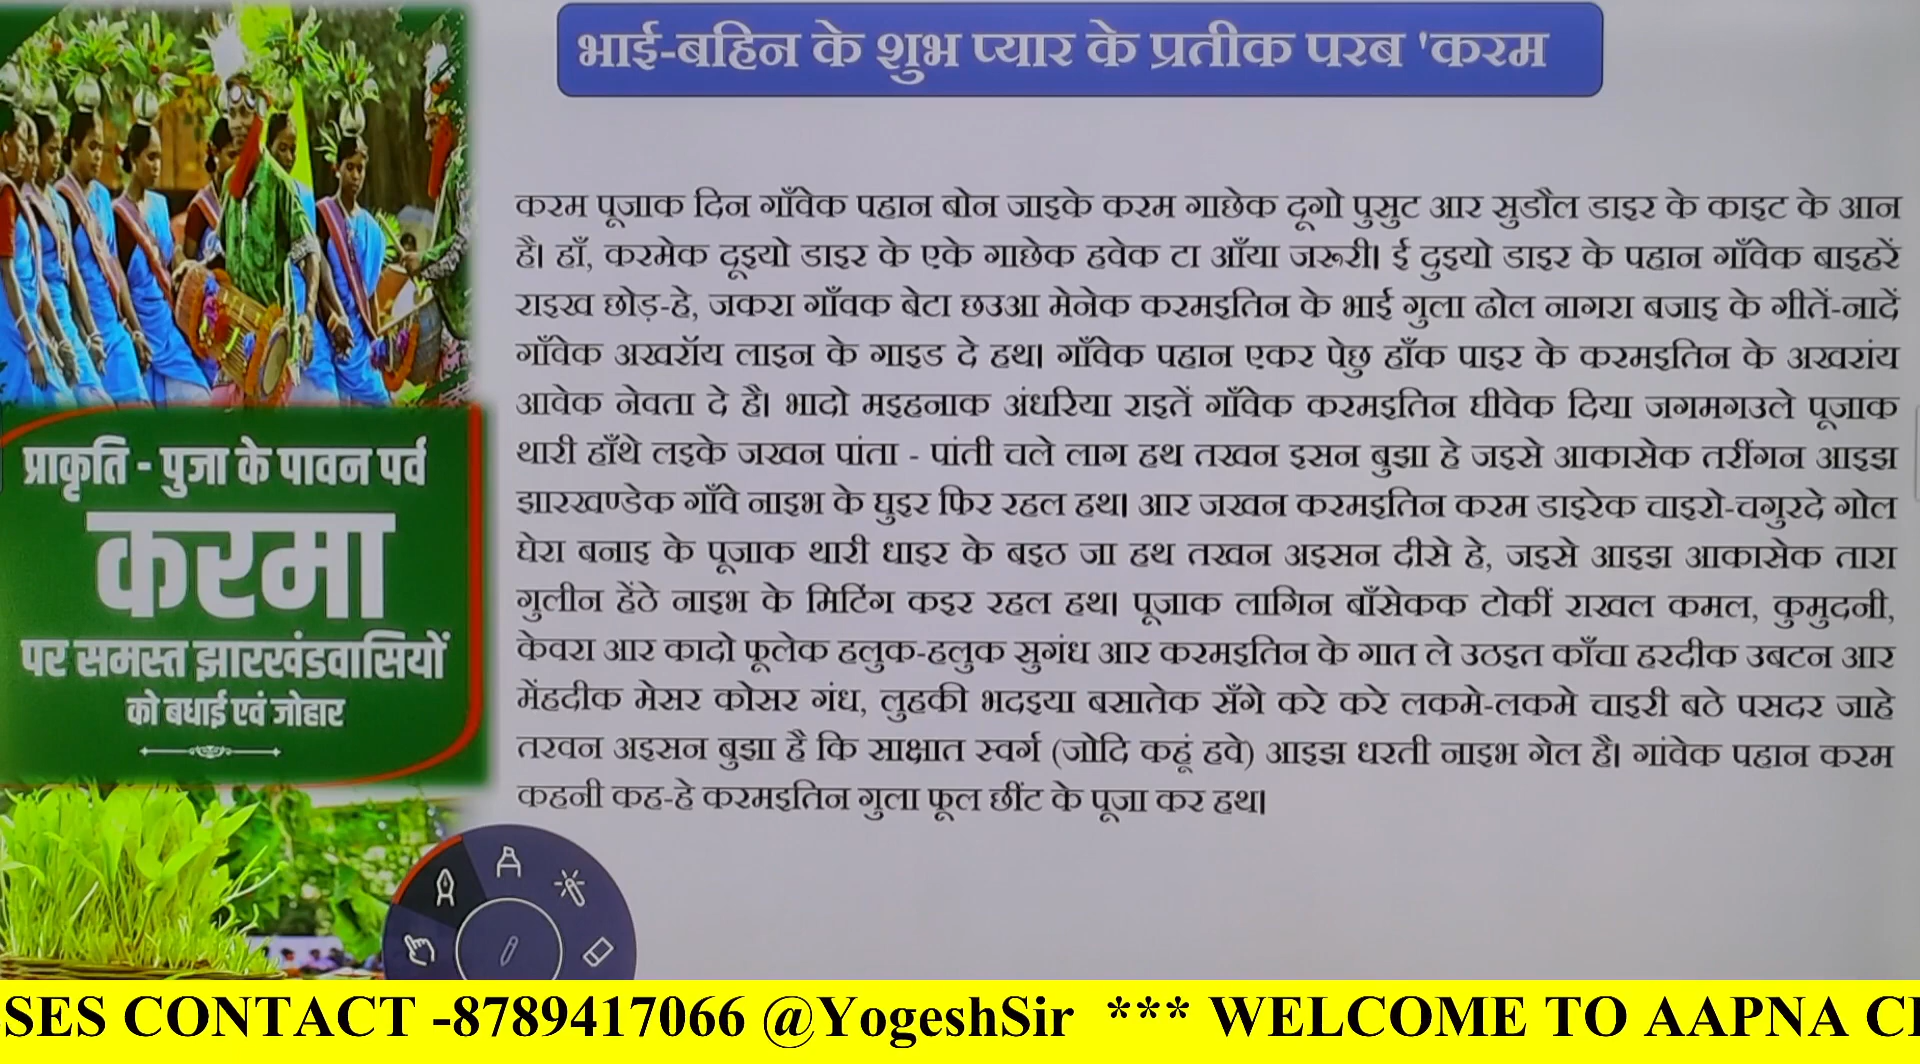 भाई-बहिन के शुभ प्यार के प्रतीक परब 'करम
करम पूजाक दिन गाँवेक पहान बोन जाइके करम गाछेक दूगो पुसुट आर सुडौल डाइर के काइट के आन
है। हाँ, करमेक दूइयो डाइर के एके गाछेक हवेक टा आँया जरूरी। ई दुइयो डाइर के पहान गाँवेक बाइहरें
राइख छोड़-हे, जकरा गाँवक बेटा छउआ मेनेक करमइतिन के भाई गुला ढोल नागरा बजाइ के गीतें-नादें
गाँवेक अखरॉय लाइन के गाइड दे हथ। गाँवेक पहान एकर पेछु हाँक पाइर के करमइतिन के अखरांय
आवेक नेवता दे है। भादो मइहनाक अंधरिया राइतें गाँवेक करमइतिन घीवेक दिया जगमगउले पूजाक
थारी हाँथे लइके जखन पांता - पांती चले लाग हथ तखन इसन बुझा हे जइसे आकासेक तरींगन आइझ
झारखण्डेक गाँवे नाइभ के घुइर फिर रहल हथ। आर जखन करमइतिन करम डाइरेक चाइरो-चगुरदे गोल
घेरा बनाइ के पूजाक थारी धाइर के बइठ जा हथ तखन अइसन दीसे हे, जइसे आइझ आकासेक तारा
गुलीन हेंठे नाइभ के मिटिंग कइर रहल हथ। पूजाक लागिन बाँसेकक टोकीं राखल कमल, कुमुदनी,
केवरा आर कादो फूलेक हलुक-हलुक सुगंध आर करमइतिन के गात ले उठइत काँचा हरदीक उबटन आर
मेंहदीक मेसर कोसर गंध, लुहकी भदइया बसातेक सँगे करे करे लकमे-लकमे चाइरी बठे पसदर जाहे
तरवन अइसन बुझा है कि साक्षात स्वर्ग (जोदि कहूं हवे) आइझ धरती नाइभ गेल है। गांवेक पहान करम
कहनी कह-हे करमइतिन गुला फूल छींट के पूजा कर हथ।
प्राकृति - पुजा के पावन पर्व
करमा
पर समस्त झारखंडवासियों
को बधाई एवं जोहार
SES CONTACT -8789417066 @YogeshSir *** WELCOME TO AAPNA